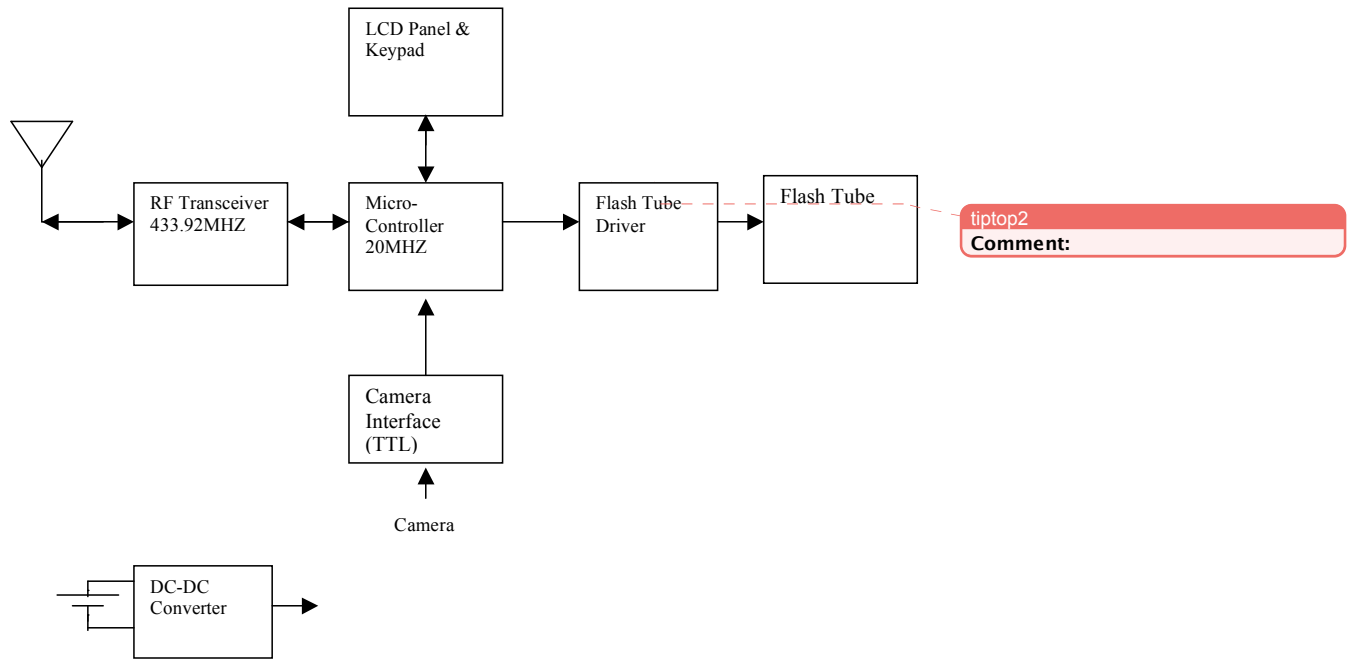 LCD Panel &
Keypad
RF Transceiver
433.92MHZ
Micro-
Controller
20MHZ
Flash Tube
Driver
Flash Tube
tiptop2
Comment:
Camera
Interface
(TTL)
Camera
DC-DC
Converter